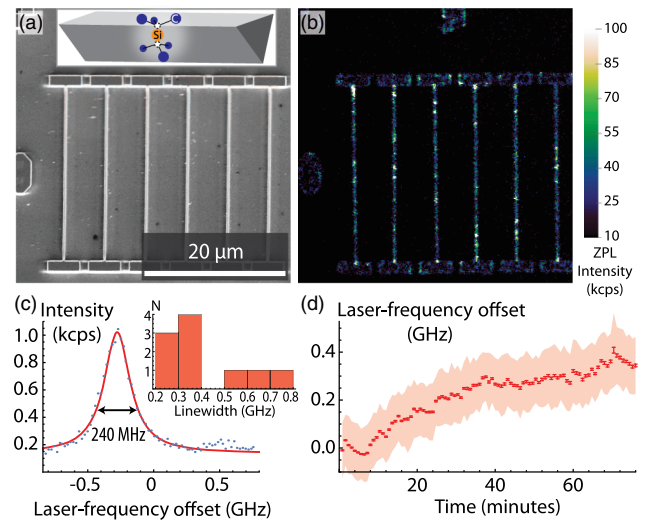 (a)
C
Si
20 μm
(b)
100
85
70
55
40
25
10
ZPL
Intensity
(kcps)
(c)
Intensity
(kcps)
1.0
0.8
0.6
0.4
0.2
-0.5
0
0.5
Laser-frequency offset (GHz)
240 MHz
N
4
3
2
1
0.2 0.3 0.4 0.5 0.6 0.7 0.8
Linewidth (GHz)
(d)
Laser-frequency offset
(GHz)
0.4
0.2
0.0
20
40
60
Time (minutes)